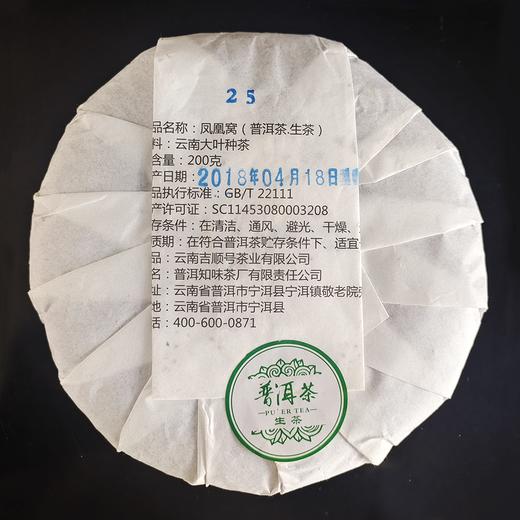 25
品名称：凤凰窝（普洱茶.生茶）
料：云南大叶种茶
含量：200克
产日期：2018年04月18日
品执行标准：GB/T 22111
产许可证：SC11453080003208
存条件：在清洁、通风、避光、干燥、
质期：在符合普洱茶贮存条件下、适宜
品：云南吉顺号茶业有限公司
名：普洱知味茶厂有限责任公司
址：云南省普洱市宁洱县宁洱镇敬老院
地：云南省普洱市宁洱县
话：400-600-0871
普洱茶
PU'ER TEA
生茶